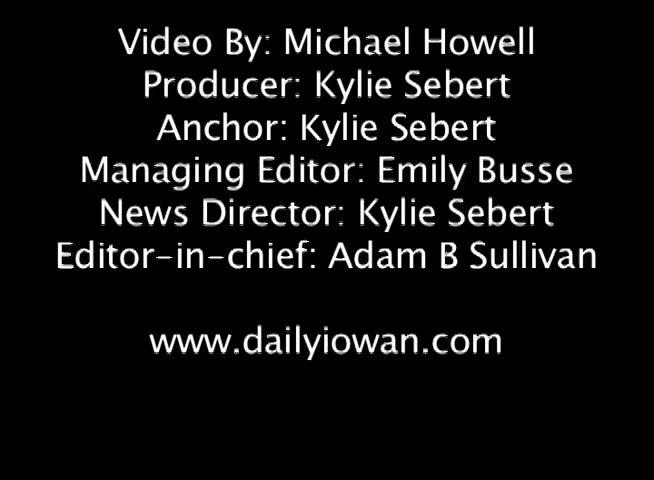 Video By: Michael Howell
Producer: Kylie Sebert
Anchor: Kylie Sebert
Managing Editor: Emily Busse
News Director: Kylie Sebert
Editor-in-chief: Adam B Sullivan
www.dailyiowan.com